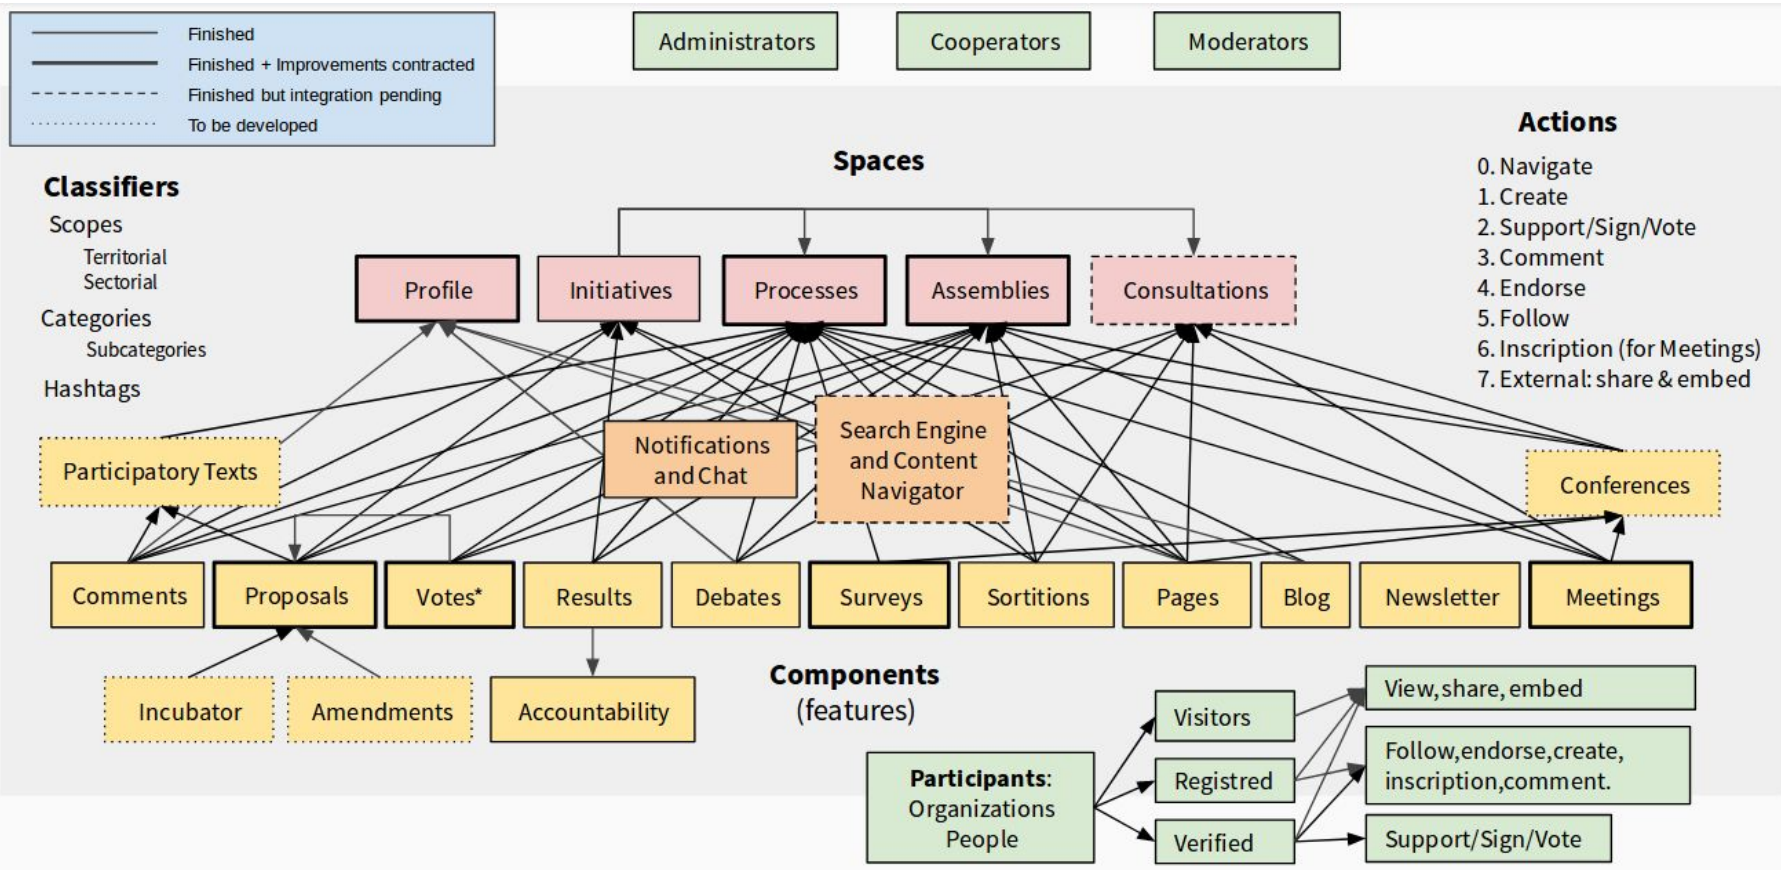 Finished
Finished + Improvements contracted
Finished but integration pending
To be developed
Administrators
Cooperators
Moderators
Classifiers
Scopes
Territorial
Sectorial
Categories
Subcategories
Hashtags
Spaces
Actions
0. Navigate
1. Create
2. Support/Sign/Vote
3. Comment
4. Endorse
5. Follow
6. Inscription (for Meetings)
7. External: share & embed
Profile
Initiatives
Processes
Assemblies
Consultations
Participatory Texts
Notifications
and Chat
Search Engine
and Content
Navigator
Conferences
Comments
Proposals
Votes*
Results
Debates
Surveys
Sortitions
Pages
Blog
Newsletter
Meetings
Incubator
Amendments
Accountability
Components
(features)
Participants:
Organizations
People
Visitors
Registred
Verified
View, share, embed
Follow,endorse,create,
inscription,comment.
Support/Sign/Vote